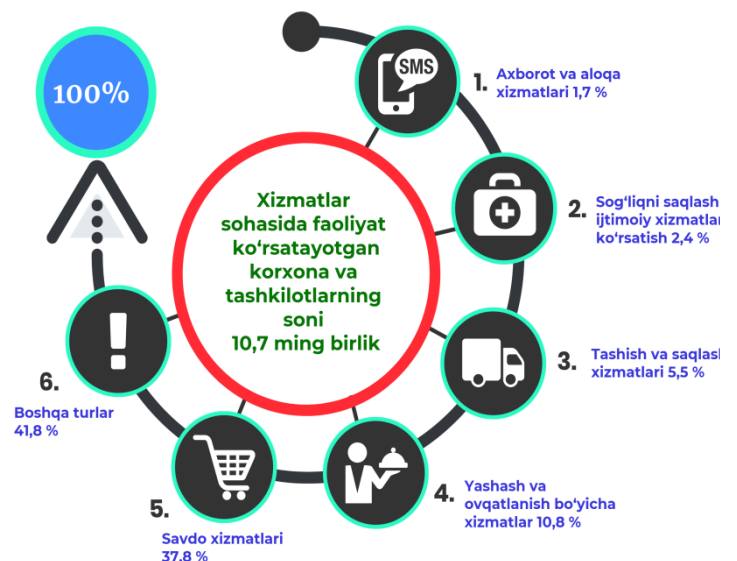 100%
SMS
1. Axborot va aloqa
xizmatlari 1,7 %
2. Sog‘liqni saqlash
ijtimoiy xizmatlar
ko‘rsatish 2,4 %
3. Tashish va saqlash
xizmatlari 5,5 %
4. Yashash va
ovqatlanish bo‘yicha
xizmatlar 10,8 %
5.
Savdo xizmatlari
37,8 %
6.
Boshqa turlar
41,8 %
Xizmatlar
sohasida faoliyat
ko‘rsatayotgan
korxona va
tashkilotlarning
soni
10,7 ming birlik